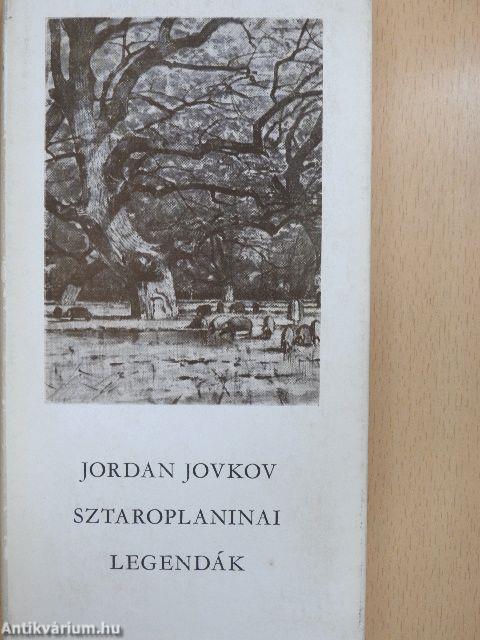 JORDAN JOVKOV
SZTAROPLANINAI
LEGENDÁK
Antikvárium.hu